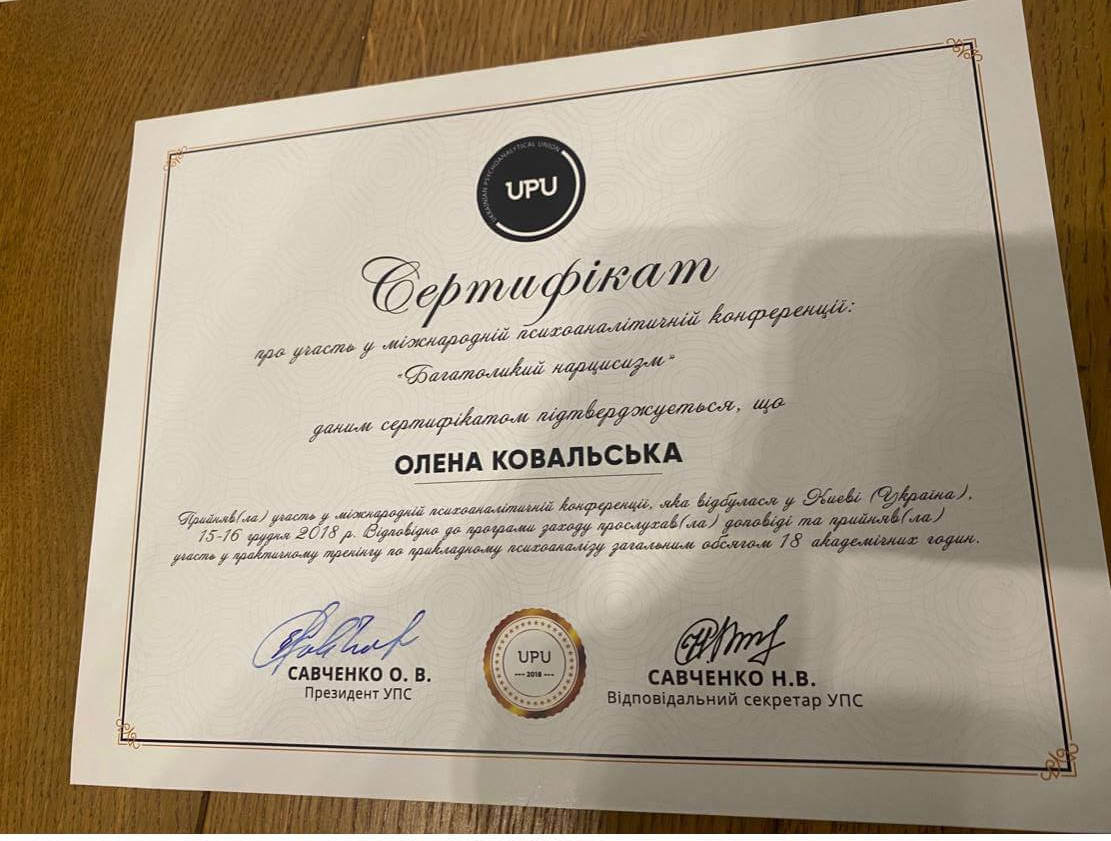 UKRAINIAN PSYCHOANALYTICAL UNION
UPU
Сертифікат
про участь у міжнародній психоаналітичній конференції:
«Багатоликий нарцисизм»
даним сертифікатом підтверджується, що
ОЛЕНА КОВАЛЬСЬКА
Прийняв(ла) участь у міжнародній психоаналітичній конференції, яка відбулася у Києві (Україна),
15-16 грудня 2018 р. Відповідно до програми заходу прослухав(ла) доповіді та прийняв(ла)
участь у практичному тренінгу по прикладному психоаналізу загальним обсягом 18 академічних годин.
САВЧЕНКО О. В.
Президент УПС
UPU
2018
САВЧЕНКО Н.В.
Відповідальний секретар УПС